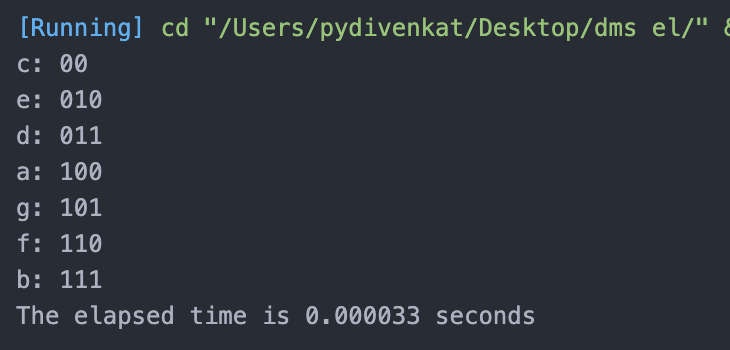 [Running] cd "/Users/pydivenkat/Desktop/dms el/" &
c: 00
e: 010
d: 011
a: 100
g: 101
f: 110
b: 111
The elapsed time is 0.000033 seconds